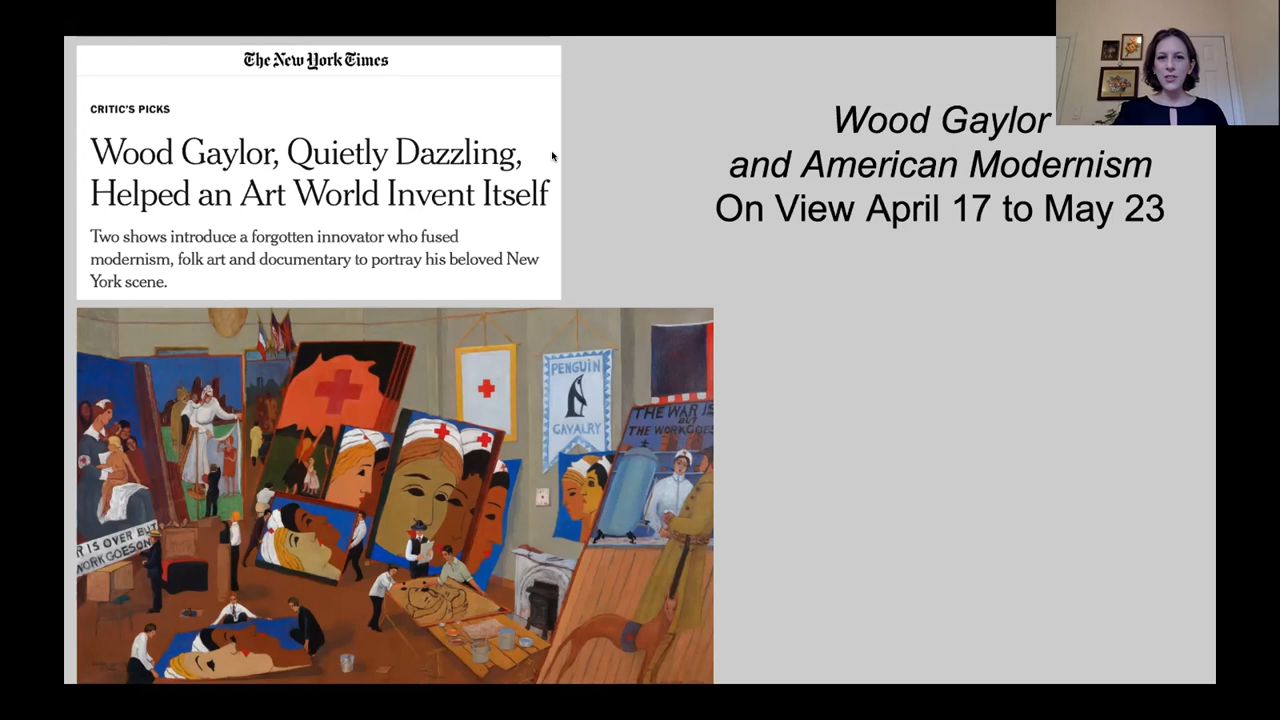 The New York Times
CRITIC'S PICKS
Wood Gaylor, Quietly Dazzling,
Helped an Art World Invent Itself
Two shows introduce a forgotten innovator who fused
modernism, folk art and documentary to portray his beloved New
York scene.
Wood Gaylor
and American Modernism
On View April 17 to May 23
PENGUIN
CAVALRY
THE WAR IS
BUT
THE WORK GOES
R IS OVER BUT
WORK GOES ON